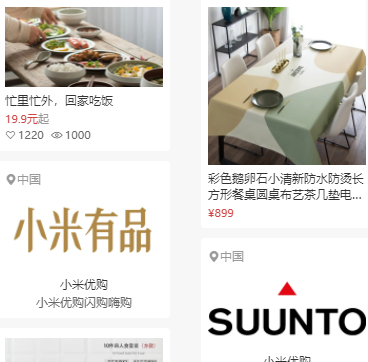 忙里忙外，回家吃饭
19.9元起
1220 1000
中国
小米有品
小米优购
小米优购闪购嗨购
彩色鹅卵石小清新防水防烫长
方形餐桌圆桌布艺茶几垫电...
¥899
中国
SUUNTO
小米优购